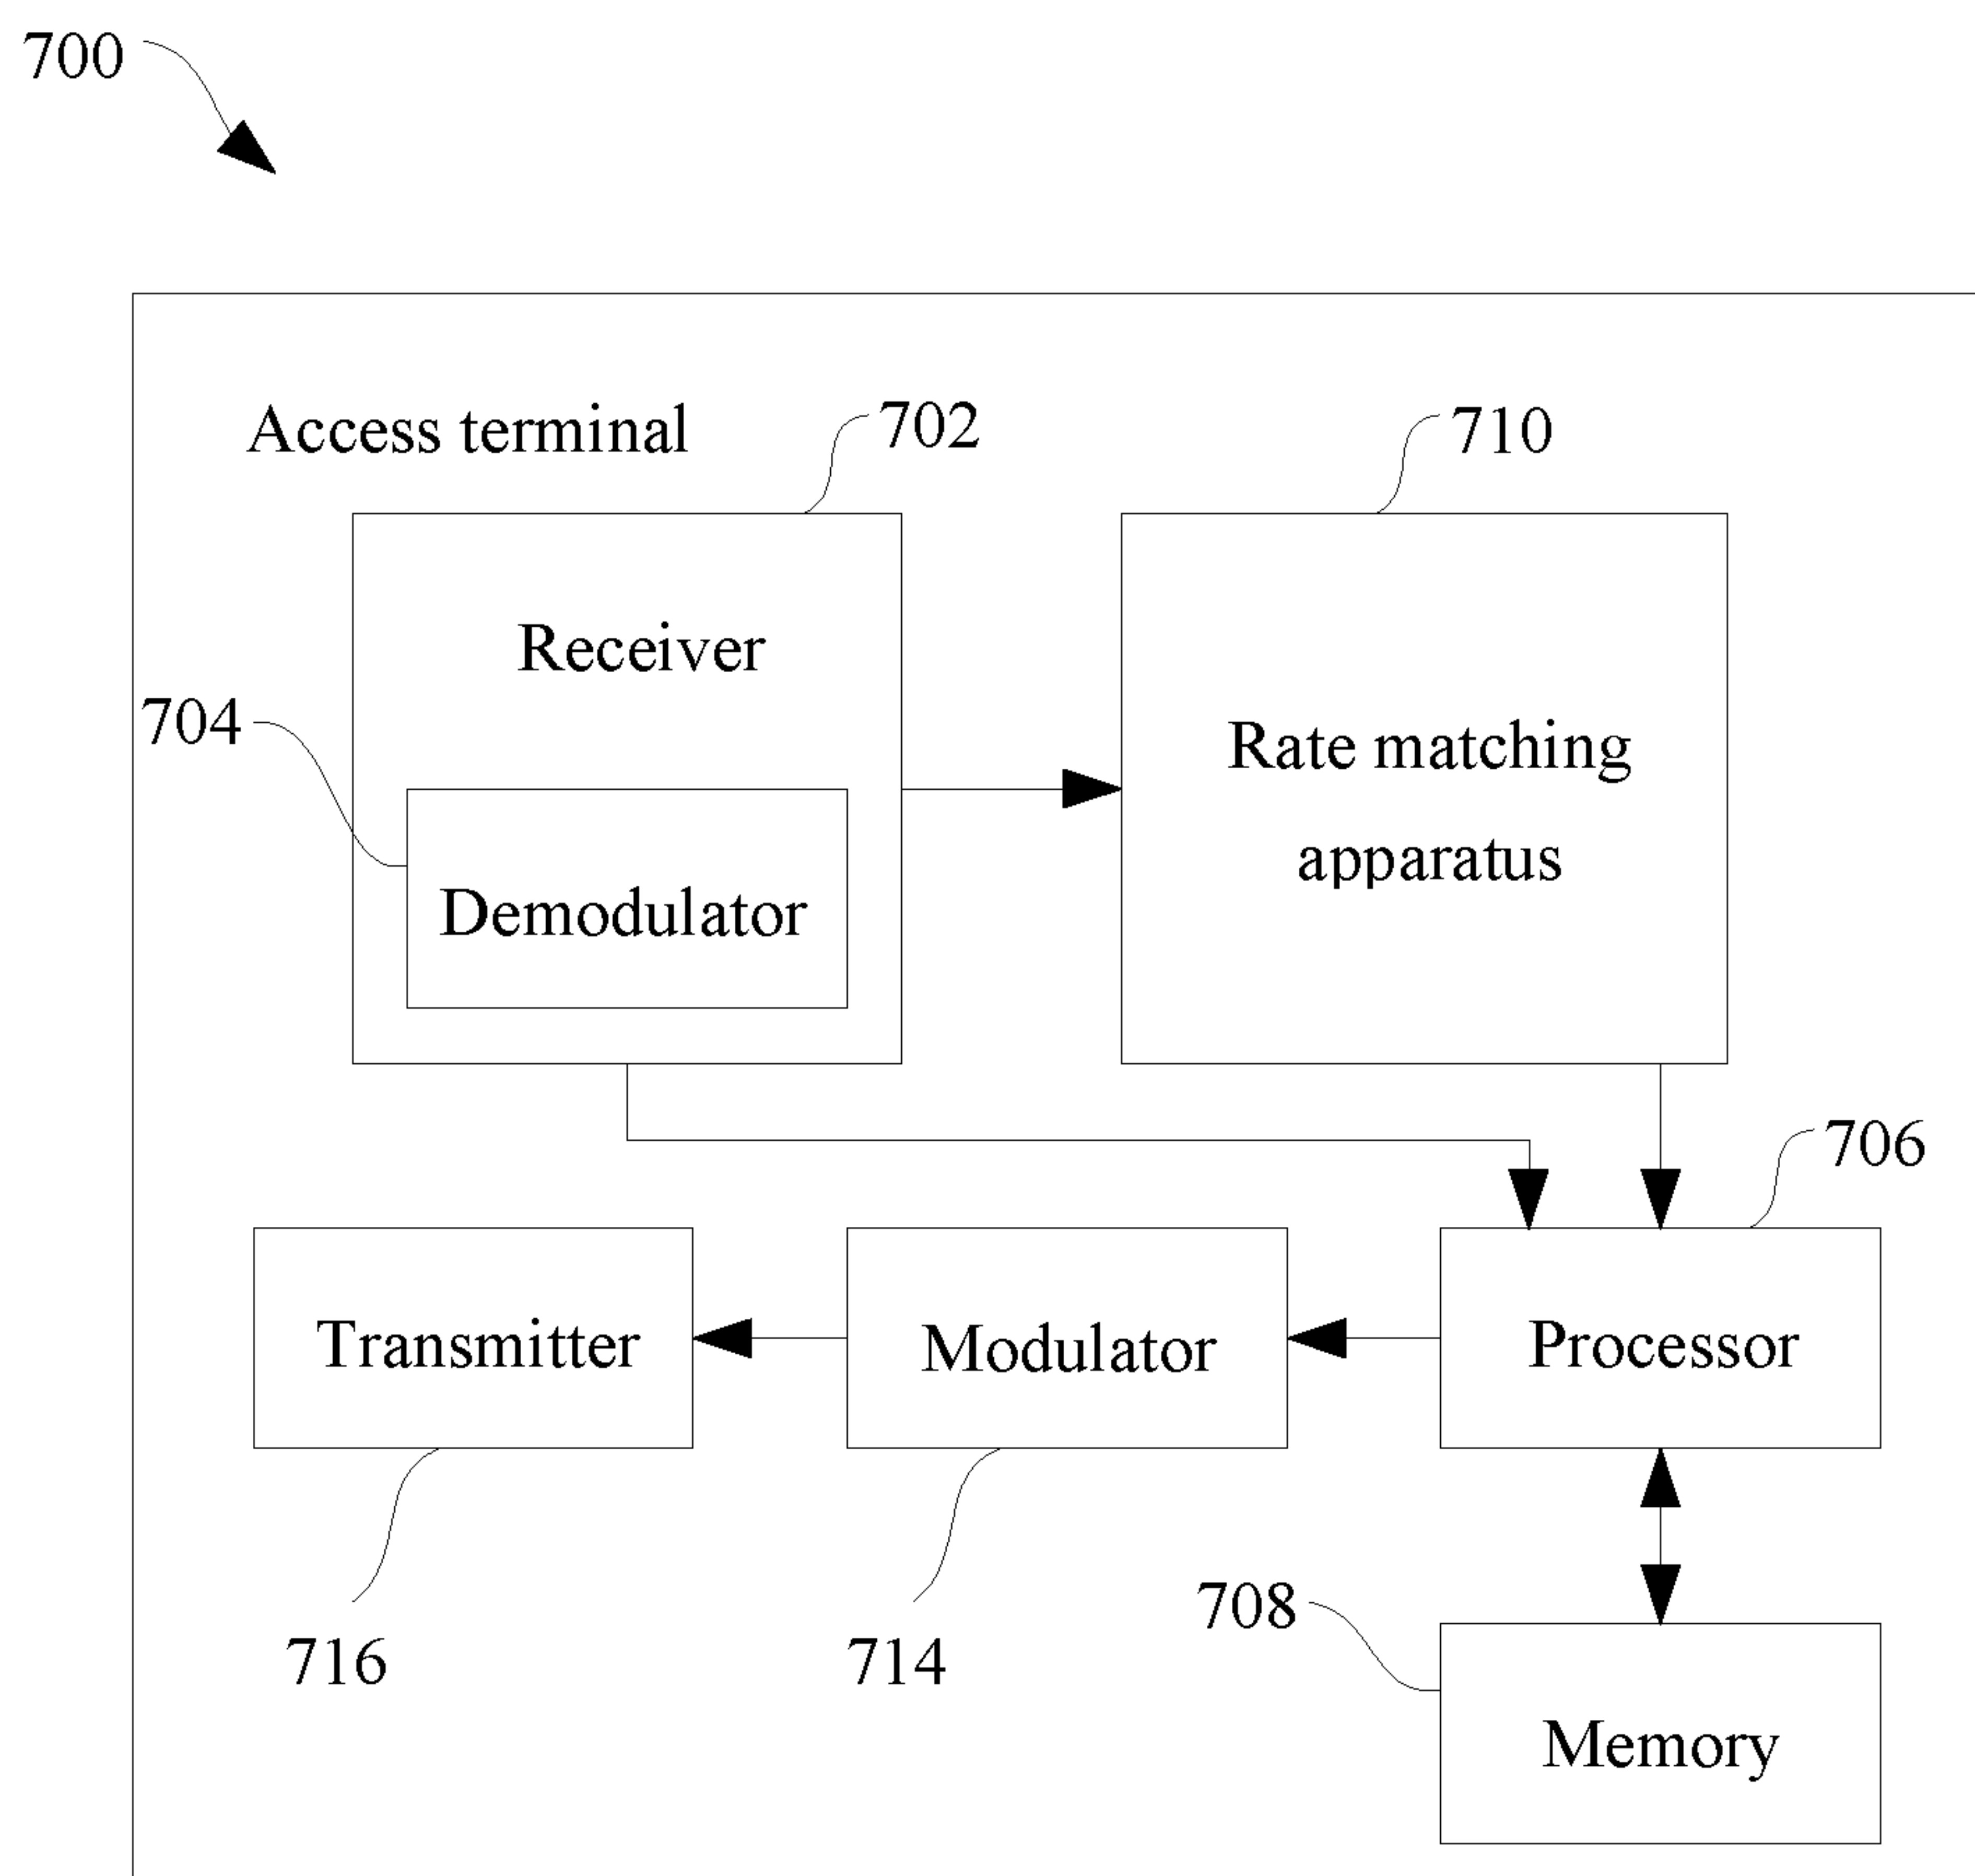 700
Access terminal
702
710
Receiver
704
Rate matching
apparatus
Demodulator
706
Transmitter
Modulator
Processor
716
714
708
Memory